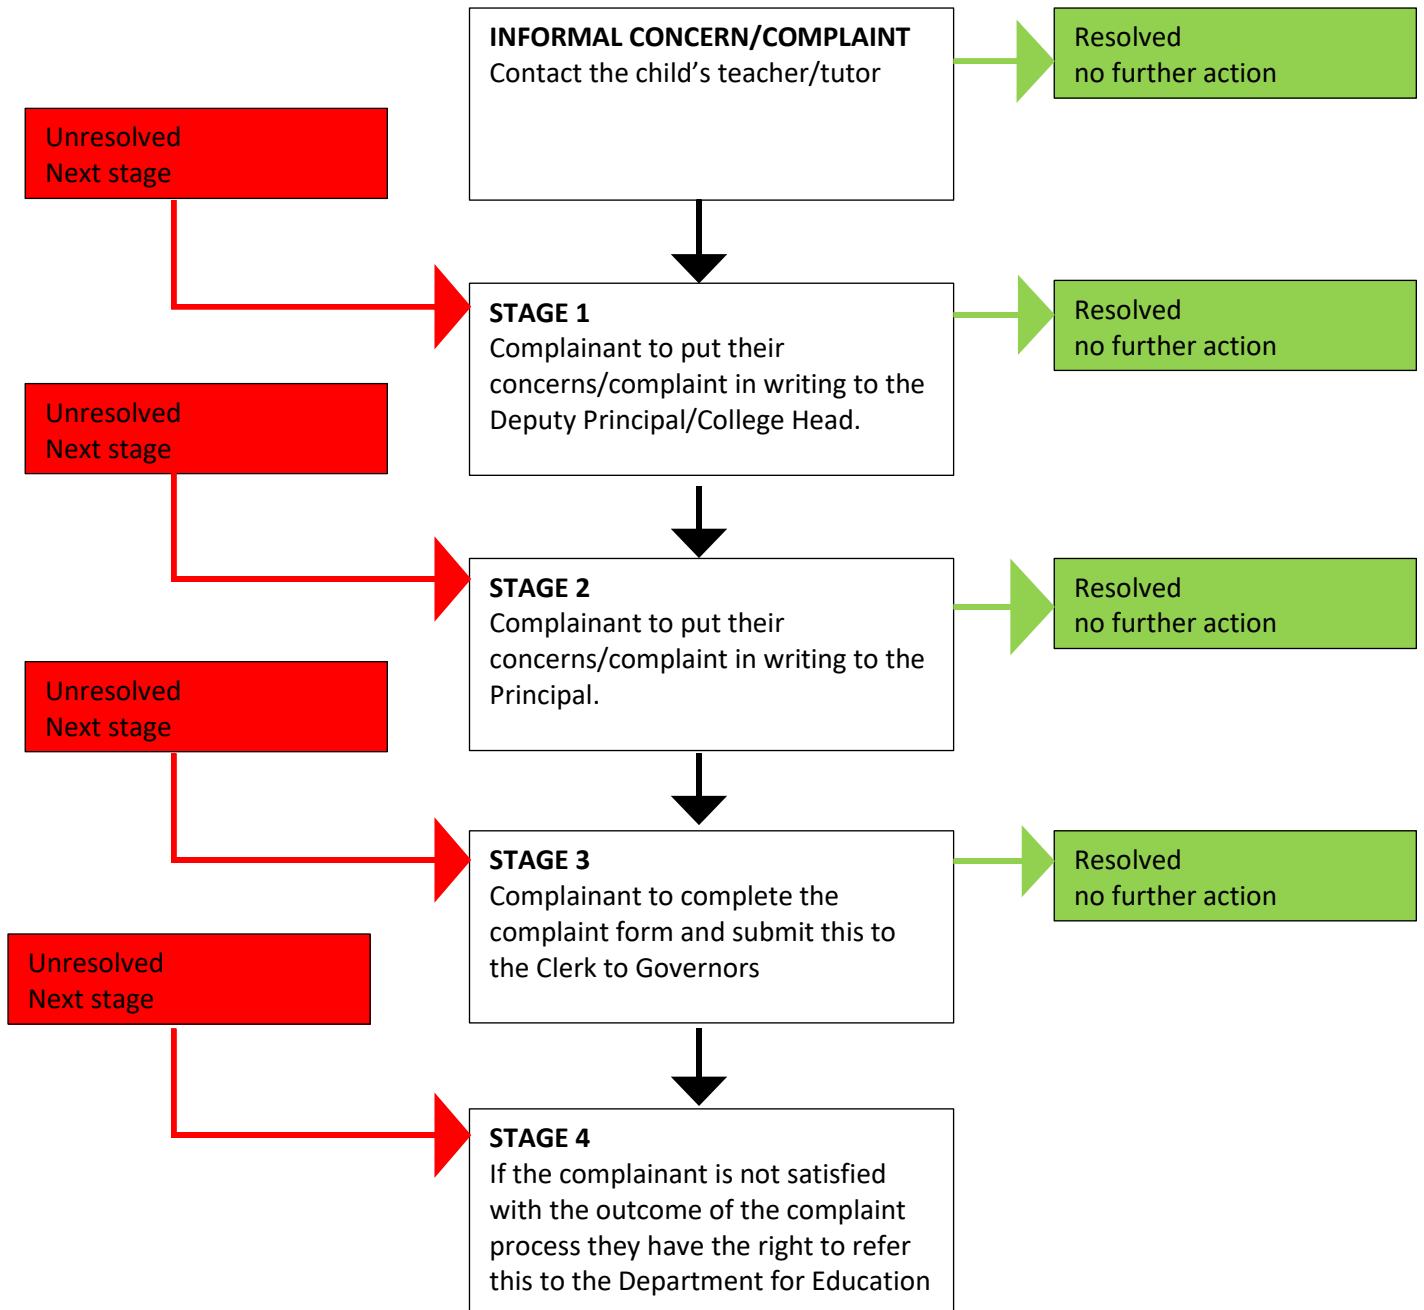 INFORMAL CONCERN/COMPLAINT
Contact the child’s teacher/tutor
Resolved
no further action
Unresolved
Next stage
STAGE 1
Complainant to put their
concerns/complaint in writing to the
Deputy Principal/College Head.
Resolved
no further action
Unresolved
Next stage
STAGE 2
Complainant to put their
concerns/complaint in writing to the
Principal.
Resolved
no further action
Unresolved
Next stage
STAGE 3
Complainant to complete the
complaint form and submit this to
the Clerk to Governors
Resolved
no further action
Unresolved
Next stage
STAGE 4
If the complainant is not satisfied
with the outcome of the complaint
process they have the right to refer
this to the Department for Education